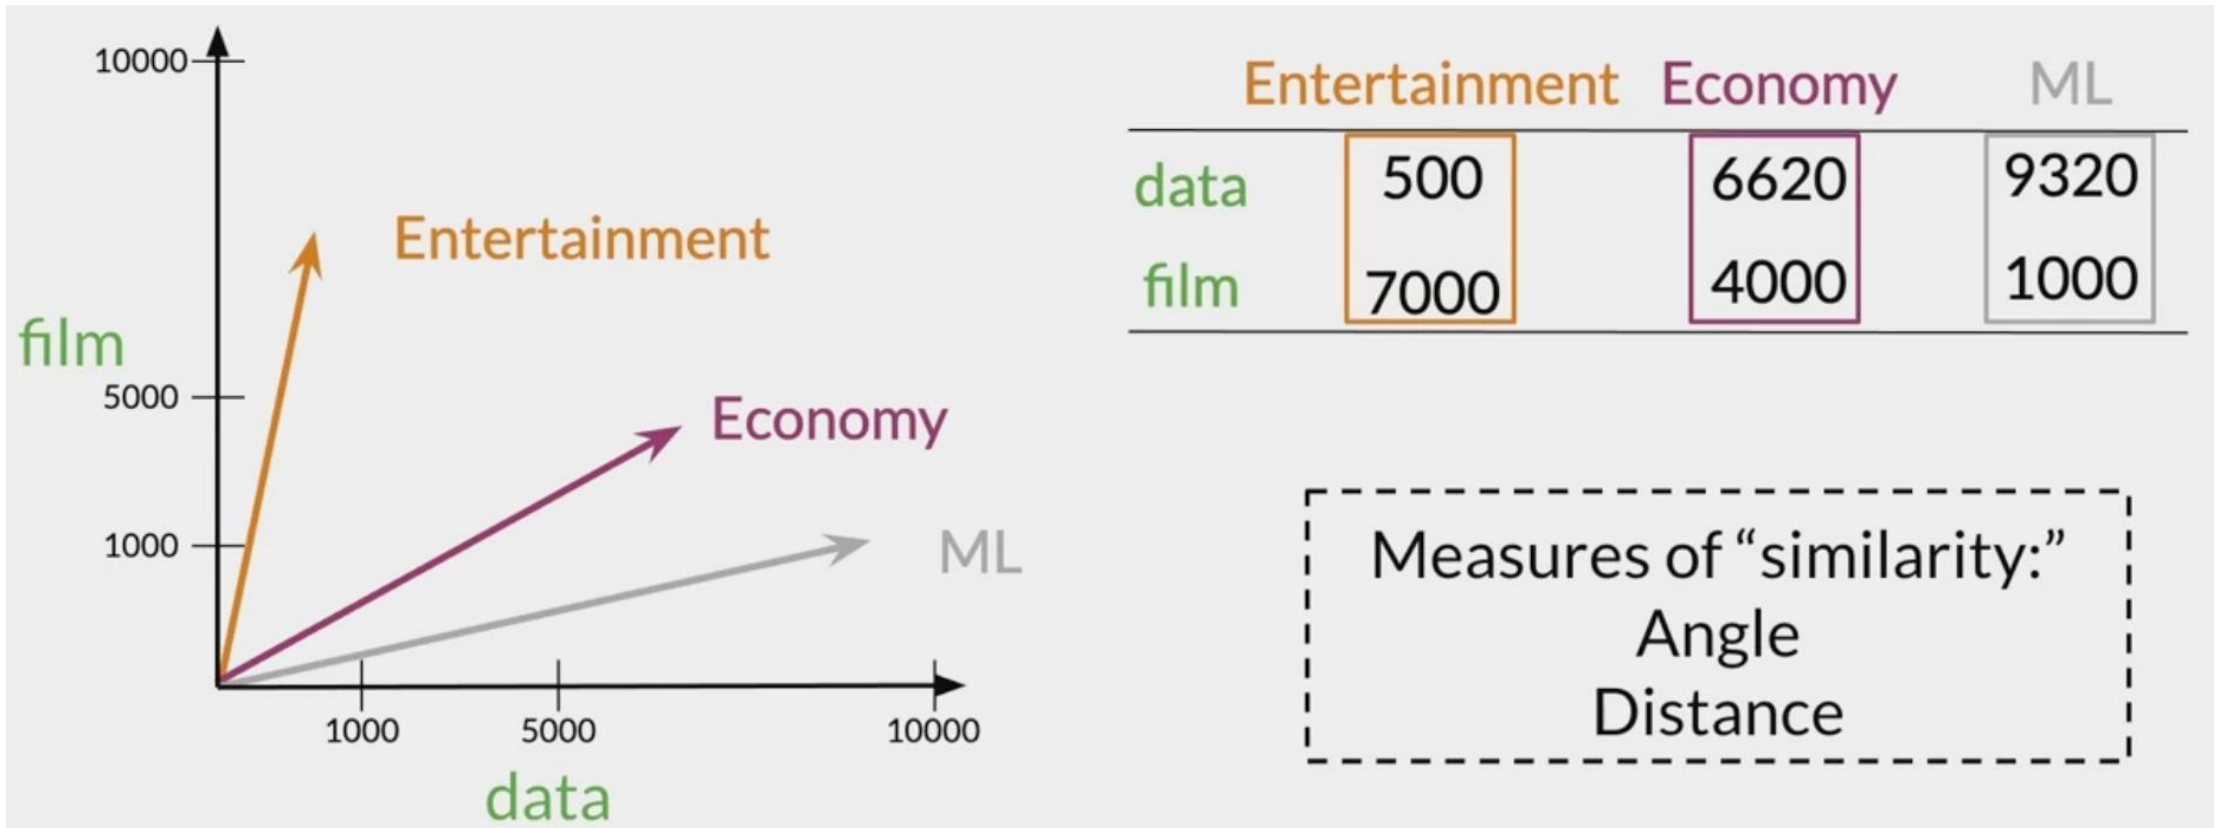 10000
Entertainment
film
5000
Economy
1000
ML
1000 5000 10000
data
Entertainment Economy ML
data 500 6620 9320
film 7000 4000 1000
Measures of “similarity:”
Angle
Distance